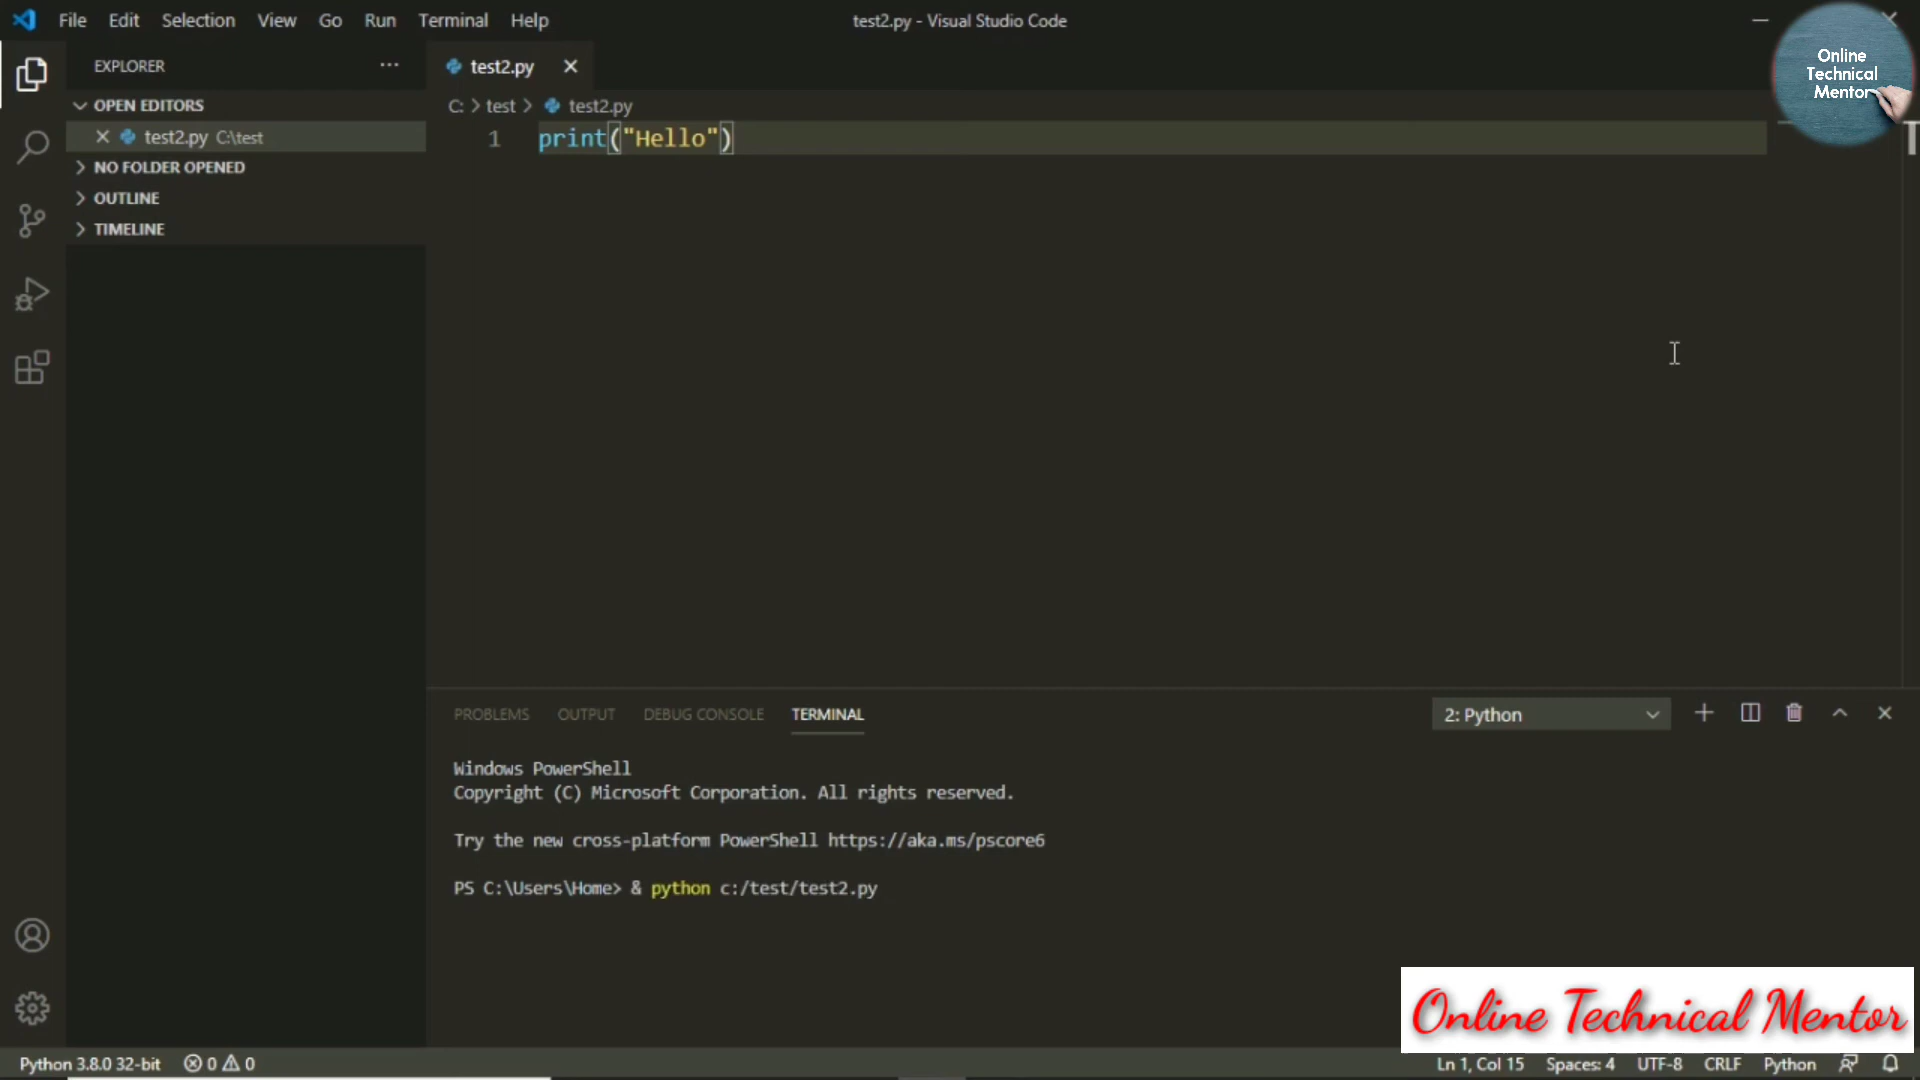 File Edit Selection View Go Run Terminal Help
test2.py - Visual Studio Code
Online
Technical
Mentor
EXPLORER
test2.py
OPEN EDITORS
C: > test > test2.py
test2.py C:\test
1 print("Hello")
NO FOLDER OPENED
OUTLINE
TIMELINE
PROBLEMS OUTPUT DEBUG CONSOLE TERMINAL
2: Python
Windows PowerShell
Copyright (C) Microsoft Corporation. All rights reserved.
Try the new cross-platform PowerShell https://aka.ms/pscore6
PS C:\Users\Home> & python c:/test/test2.py
Online Technical Mentor
Python 3.8.0 32-bit 0 0
Ln 1, Col 15 Spaces: 4 UTF-8 CRLF Python